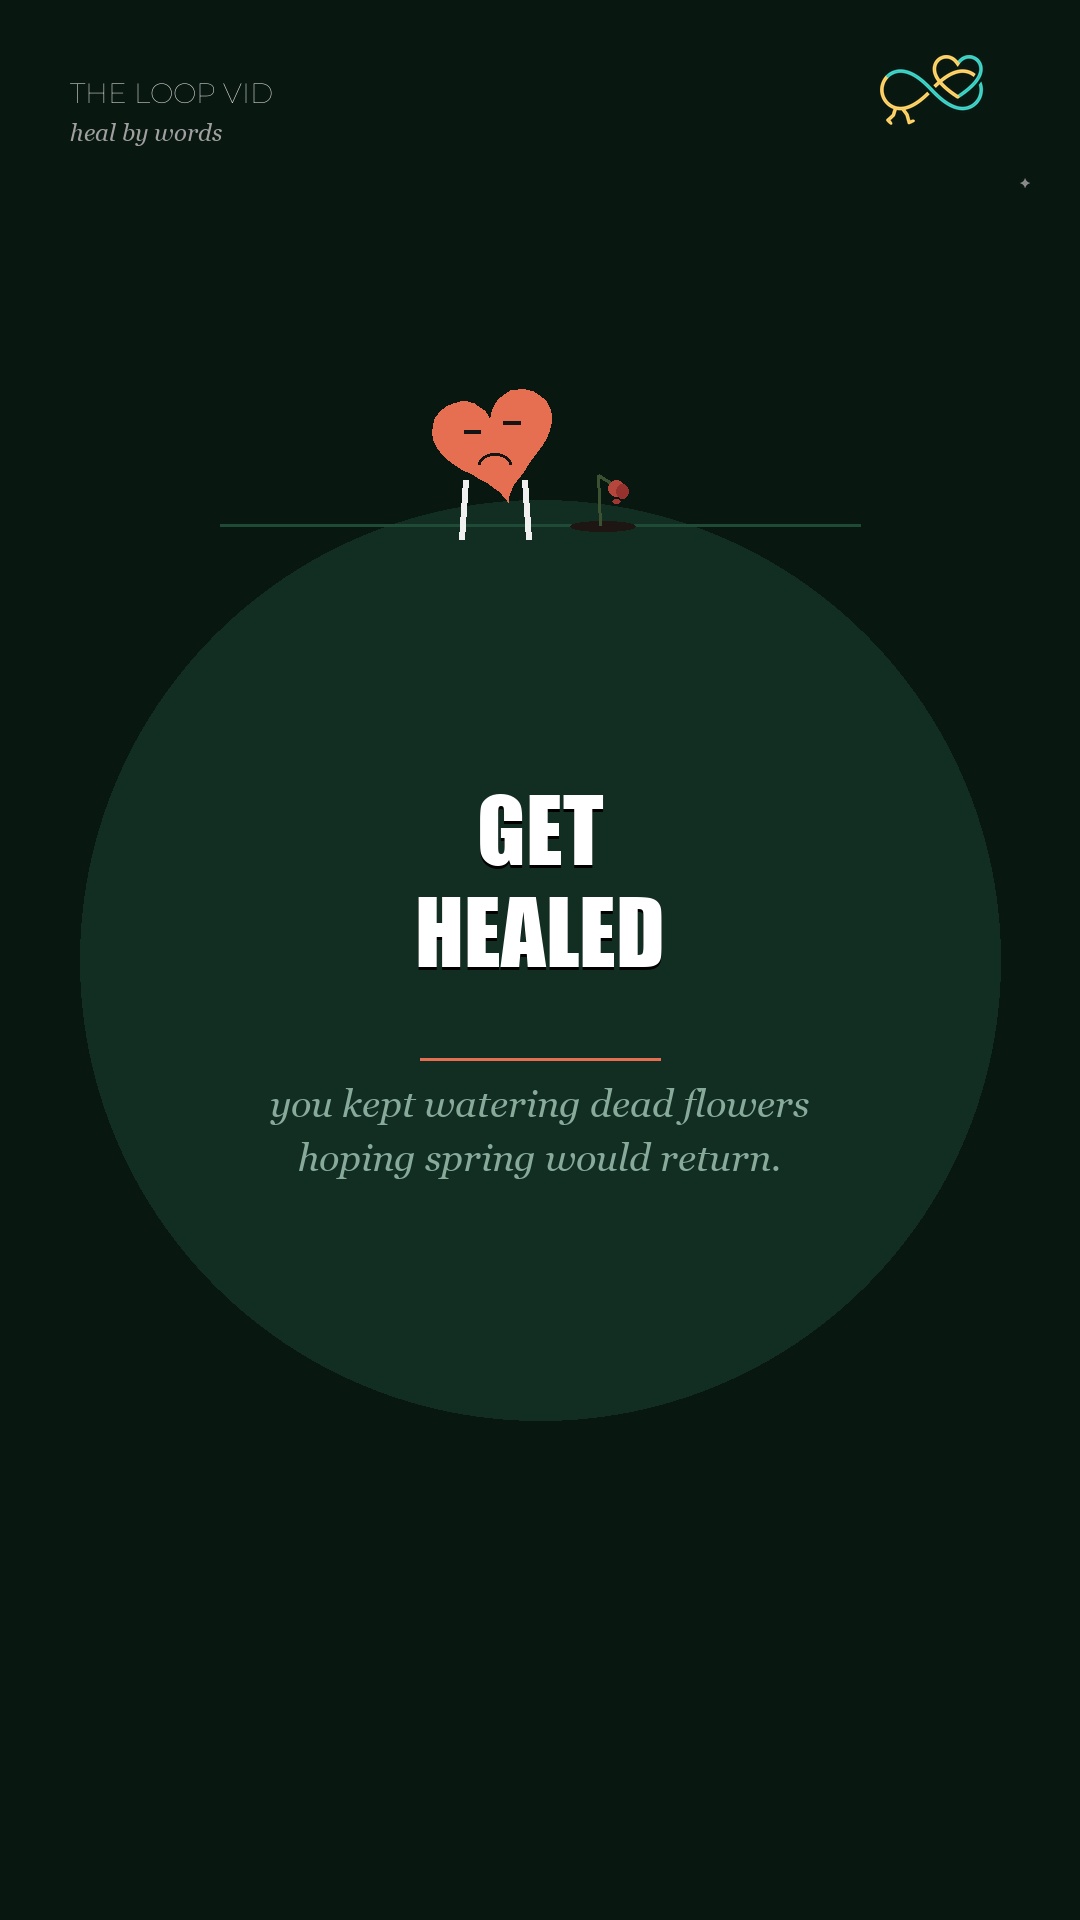 THE LOOP VID
heal by words
GET
HEALED
you kept watering dead flowers
hoping spring would return.